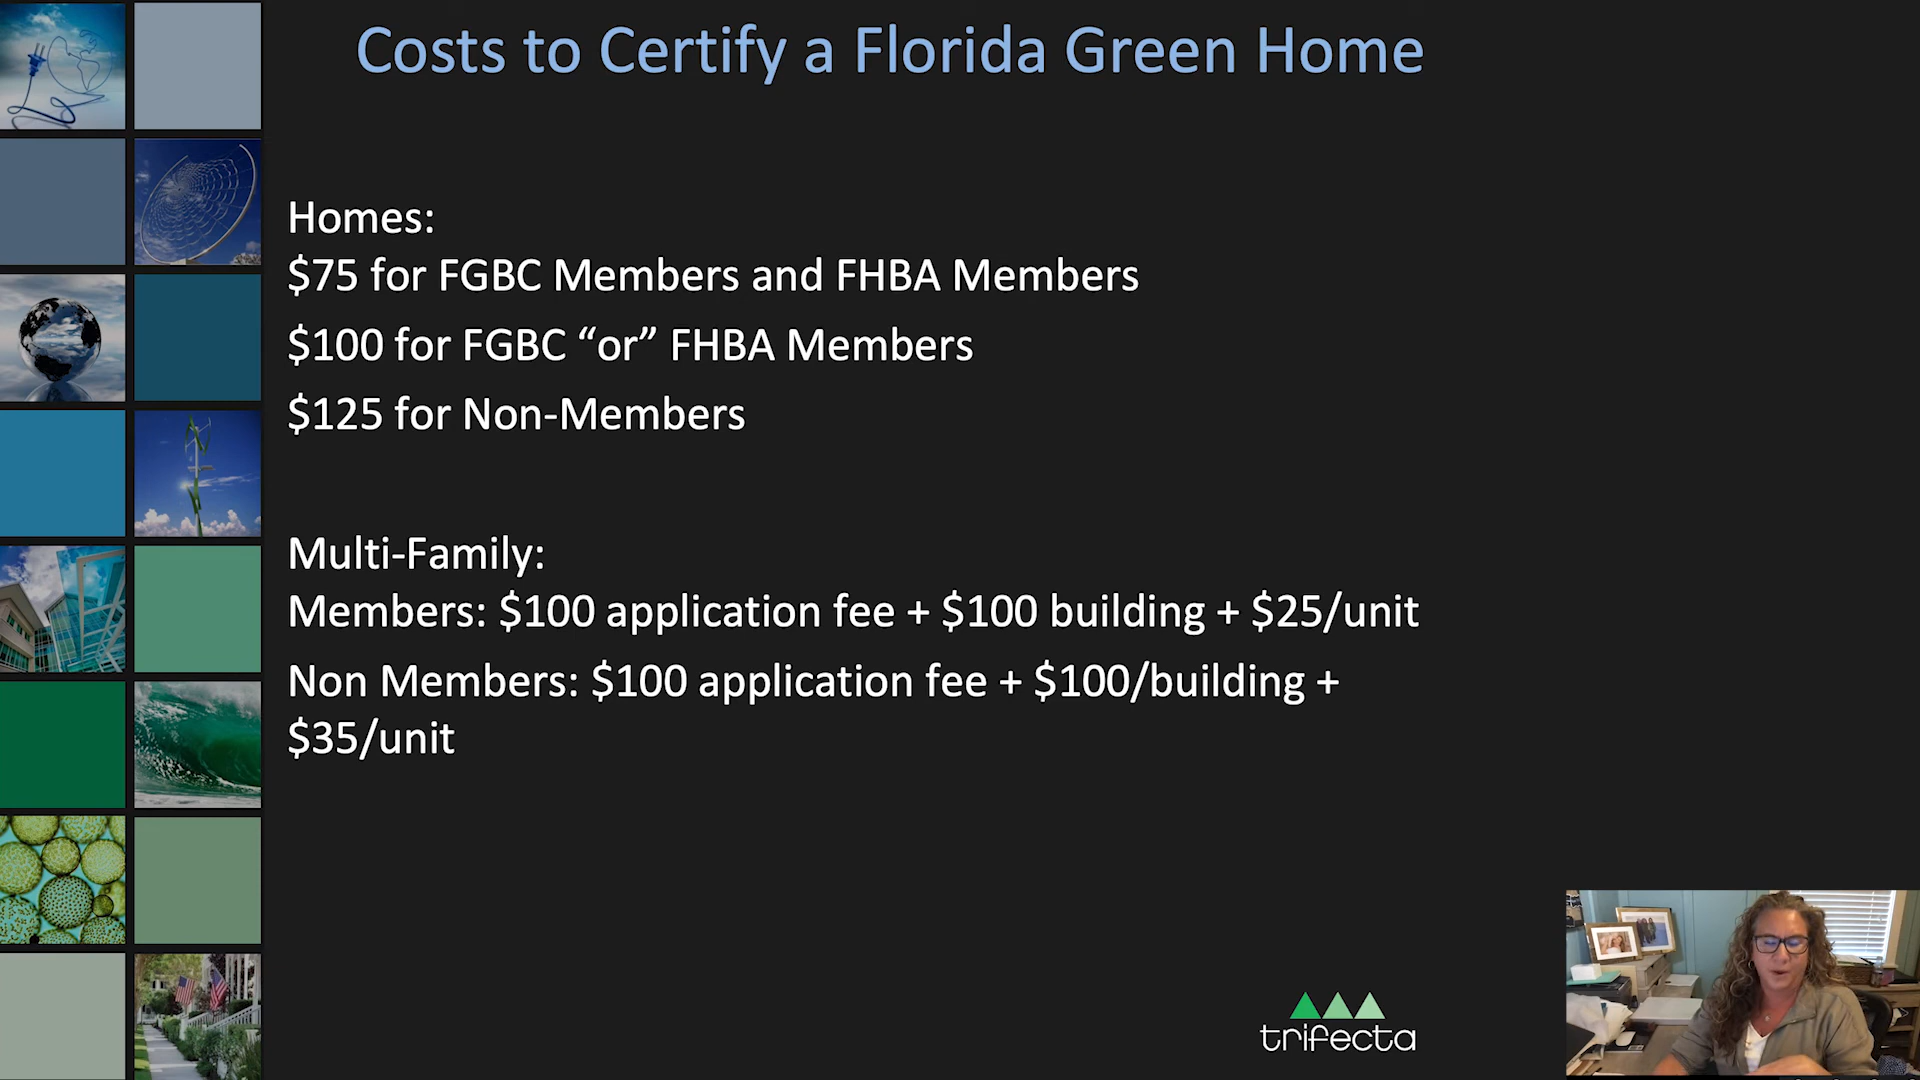 Costs to Certify a Florida Green Home
Homes:
$75 for FGBC Members and FHBA Members
$100 for FGBC “or” FHBA Members
$125 for Non-Members
Multi-Family:
Members: $100 application fee + $100 building + $25/unit
Non Members: $100 application fee + $100/building +
$35/unit
trifecta